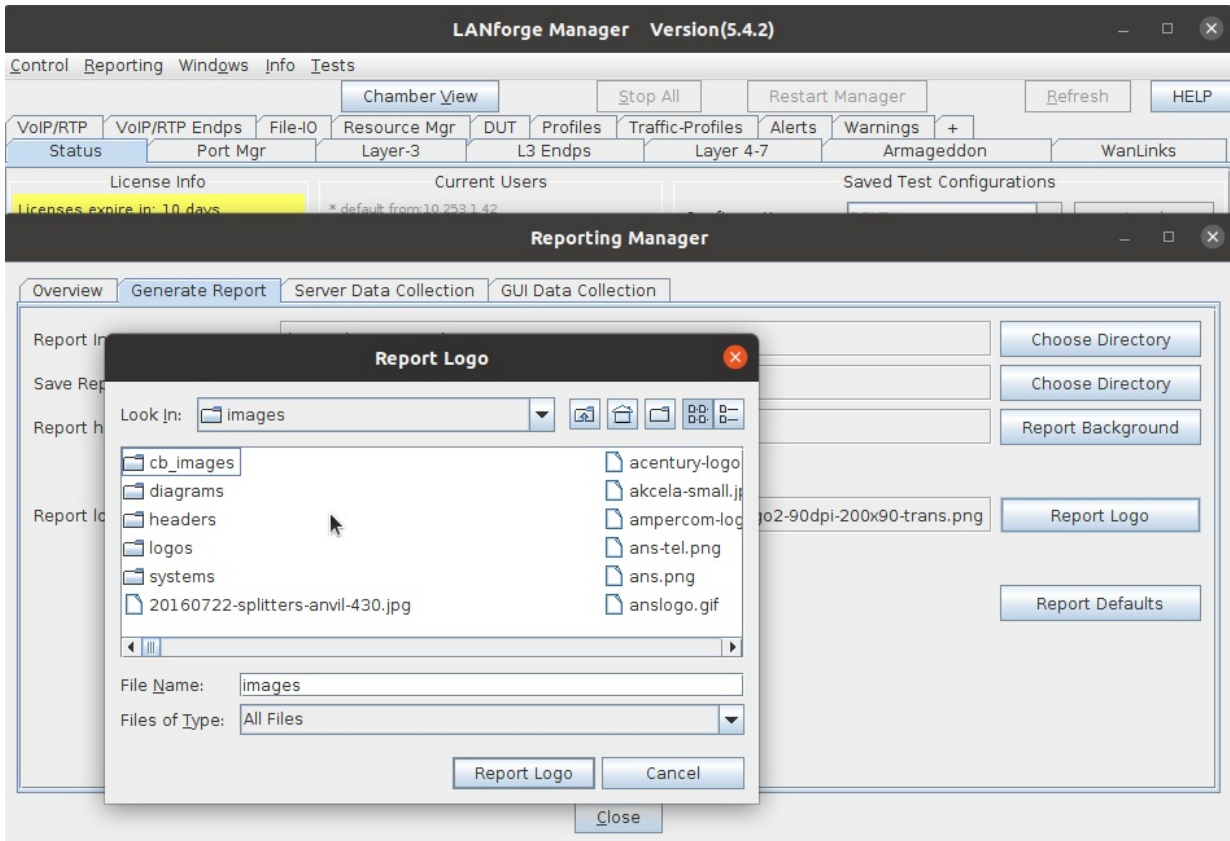 LANforge Manager Version(5.4.2)
Control Reporting Windows Info Tests
Chamber View Stop All Restart Manager Refresh HELP
VoIP/RTP VoIP/RTP Endps File-IO Resource Mgr DUT Profiles Traffic-Profiles Alerts Warnings +
Status Port Mgr Layer-3 L3 Endps Layer 4-7 Armageddon WanLinks
License Info Current Users Saved Test Configurations
Licenses expire in: 10 days * default from:10.253.1.42
Reporting Manager
Overview Generate Report Server Data Collection GUI Data Collection
Report In Choose Directory
Save Rep Choose Directory
Report h Report Background
Report lo go2-90dpi-200x90-trans.png Report Logo
Report Defaults
Report Logo
Look In: images
cb_images
diagrams
headers
logos
systems
20160722-splitters-anvil-430.jpg
acentury-logo
akcela-small.jp
ampercom-log
ans-tel.png
ans.png
anslogo.gif
File Name: images
Files of Type: All Files
Report Logo Cancel
Close